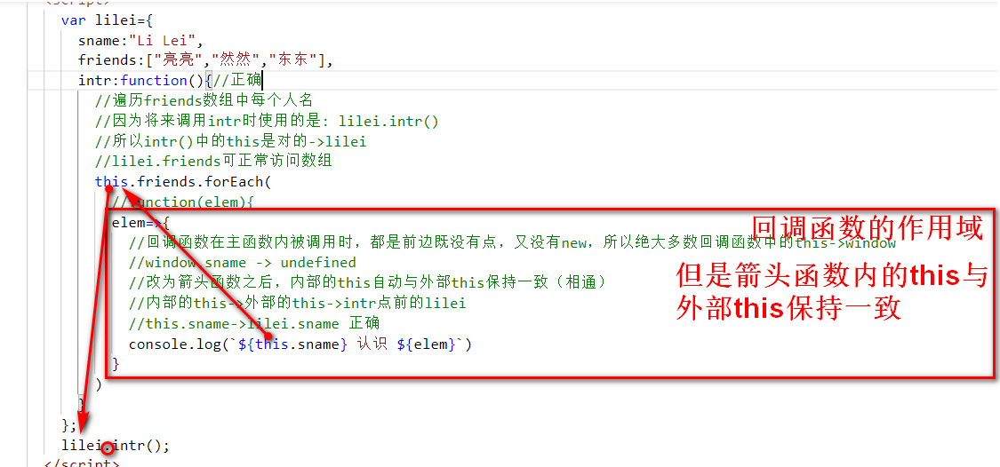 <script>
var lilei={
sname:"Li Lei",
friends:["亮亮","然然","东东"],
intr:function(){//正确
//遍历friends数组中每个人名
//因为将来调用intr时使用的是: lilei.intr()
//所以intr()中的this是对的->lilei
//lilei.friends可正常访问数组
this.friends.forEach(
//function(elem){
elem=>{
回调函数的作用域
//回调函数在主函数内被调用时，都是前边既没有点，又没有new，所以绝大多数回调函数中的this->window
//window.sname -> undefined
但是箭头函数内的this与
外部this保持一致
//改为箭头函数之后，内部的this自动与外部this保持一致（相通）
//内部的this->外部的this->intr点前的lilei
//this.sname->lilei.sname 正确
console.log(`${this.sname} 认识 ${elem}`)
}
)
}
};
lilei.intr();
</script>